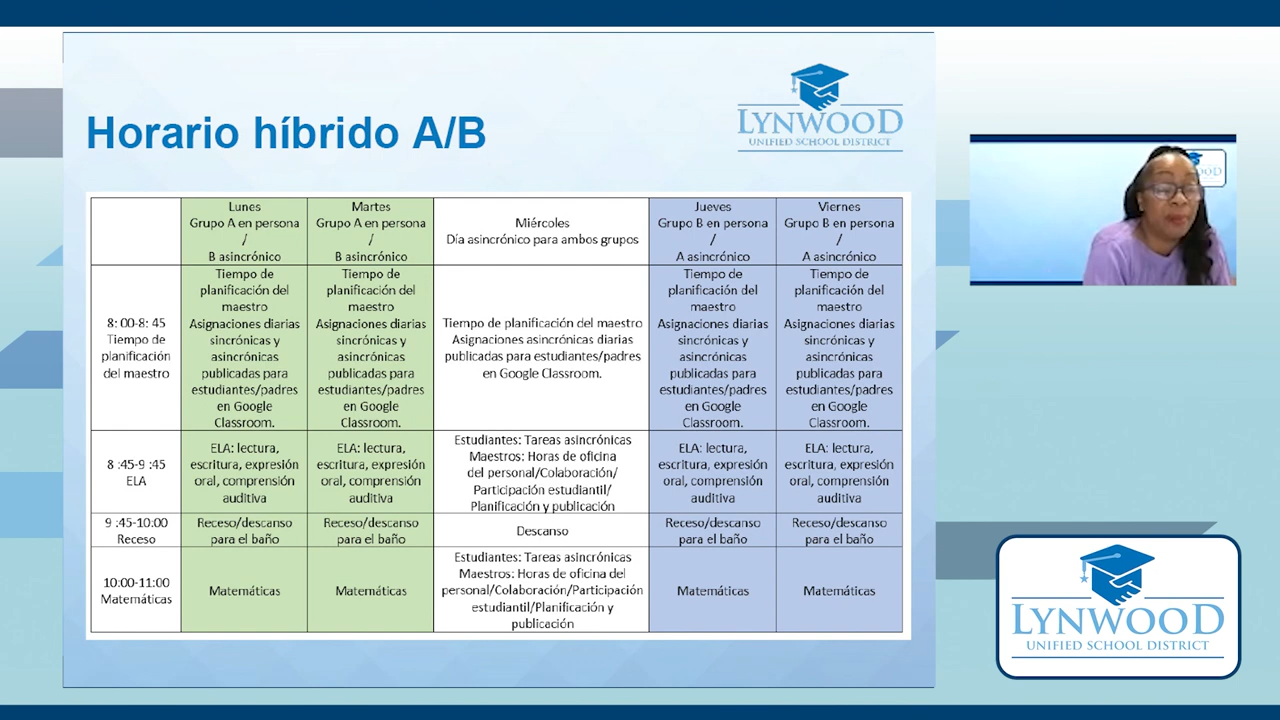 Horario híbrido A/B
LYNWOOD
UNIFIED SCHOOL DISTRICT
Lunes
Grupo A en persona
/
B asincrónico
Martes
Grupo A en persona
/
B asincrónico
Miércoles
Día asincrónico para ambos grupos
Jueves
Grupo B en persona
/
A asincrónico
Viernes
Grupo B en persona
/
A asincrónico
8: 00-8: 45
Tiempo de
planificación
del maestro
Tiempo de
planificación del
maestro
Asignaciones diarias
sincrónicas y
asincrónicas
publicadas para
estudiantes/padres
en Google
Classroom.
Tiempo de
planificación del
maestro
Asignaciones diarias
sincrónicas y
asincrónicas
publicadas para
estudiantes/padres
en Google
Classroom.
Tiempo de planificación del maestro
Asignaciones asincrónicas diarias
publicadas para estudiantes/padres
en Google Classroom.
Tiempo de
planificación del
maestro
Asignaciones diarias
sincrónicas y
asincrónicas
publicadas para
estudiantes/padres
en Google
Classroom.
Tiempo de
planificación del
maestro
Asignaciones diarias
sincrónicas y
asincrónicas
publicadas para
estudiantes/padres
en Google
Classroom.
8 :45-9 :45
ELA
ELA: lectura,
escritura, expresión
oral, comprensión
auditiva
ELA: lectura,
escritura, expresión
oral, comprensión
auditiva
Estudiantes: Tareas asincrónicas
Maestros: Horas de oficina
del personal/Colaboración/
Participación estudiantil/
Planificación y publicación
ELA: lectura,
escritura, expresión
oral, comprensión
auditiva
ELA: lectura,
escritura, expresión
oral, comprensión
auditiva
9 :45-10:00
Receso
Receso/descanso
para el baño
Receso/descanso
para el baño
Descanso
Receso/descanso
para el baño
Receso/descanso
para el baño
10:00-11:00
Matemáticas
Matemáticas
Matemáticas
Estudiantes: Tareas asincrónicas
Maestros: Horas de oficina del
personal/Colaboración/Participación
estudiantil/Planificación y
publicación
Matemáticas
Matemáticas
LYNWOOD
UNIFIED SCHOOL DISTRICT